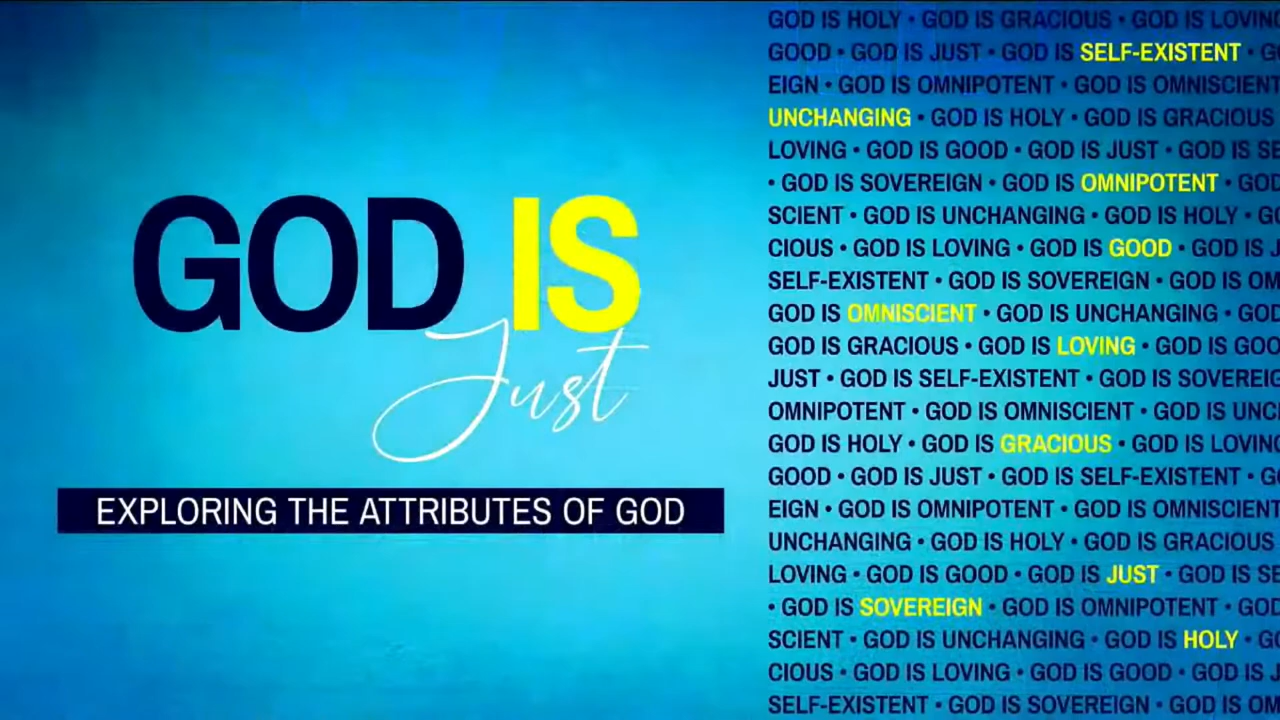 GOD IS
Just
EXPLORING THE ATTRIBUTES OF GOD
GOD IS HOLY • GOD IS GRACIOUS • GOD IS LOVING
GOOD • GOD IS JUST • GOD IS SELF-EXISTENT • G
EIGN • GOD IS OMNIPOTENT • GOD IS OMNISCIENT
UNCHANGING • GOD IS HOLY • GOD IS GRACIOUS
LOVING • GOD IS GOOD • GOD IS JUST • GOD IS SE
• GOD IS SOVEREIGN • GOD IS OMNIPOTENT • GOD
SCIENT • GOD IS UNCHANGING • GOD IS HOLY • G
CIOUS • GOD IS LOVING • GOD IS GOOD • GOD IS J
SELF-EXISTENT • GOD IS SOVEREIGN • GOD IS OM
GOD IS OMNISCIENT • GOD IS UNCHANGING • GOD
GOD IS GRACIOUS • GOD IS LOVING • GOD IS GOO
JUST • GOD IS SELF-EXISTENT • GOD IS SOVEREIG
OMNIPOTENT • GOD IS OMNISCIENT • GOD IS UNC
GOD IS HOLY • GOD IS GRACIOUS • GOD IS LOVING
GOOD • GOD IS JUST • GOD IS SELF-EXISTENT • G
EIGN • GOD IS OMNIPOTENT • GOD IS OMNISCIENT
UNCHANGING • GOD IS HOLY • GOD IS GRACIOUS
LOVING • GOD IS GOOD • GOD IS JUST • GOD IS SE
• GOD IS SOVEREIGN • GOD IS OMNIPOTENT • GOD
SCIENT • GOD IS UNCHANGING • GOD IS HOLY • G
CIOUS • GOD IS LOVING • GOD IS GOOD • GOD IS J
SELF-EXISTENT • GOD IS SOVEREIGN • GOD IS OM